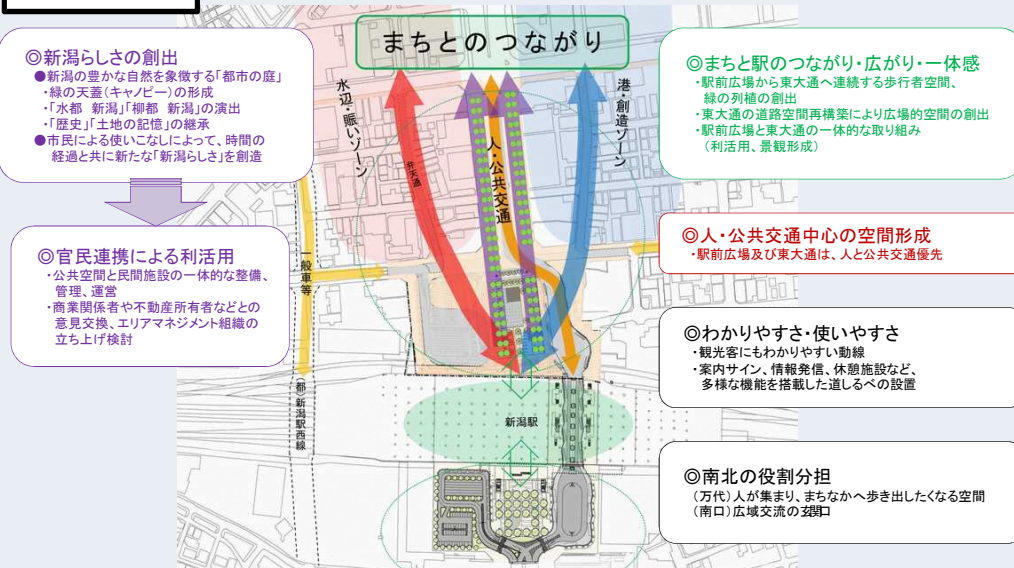 まちとのつながり
◎新潟らしさの創出
●新潟の豊かな自然を象徴する「都市の庭」
・緑の天蓋(キャノピー)の形成
・「水都 新潟」「柳都 新潟」の演出
・「歴史」「土地の記憶」の継承
●市民による使いこなしによって、時間の
経過と共に新たな「新潟らしさ」を創造
◎官民連携による利活用
・公共空間と民間施設の一体的な整備、
管理、運営
・商業関係者や不動産所有者などとの
意見交換、エリアマネジメント組織の
立ち上げ検討
水辺・賑いゾーン
弁天通
人・公共交通
港・創造ゾーン
一般車等
(都)新潟駅西線
新潟駅
◎まちと駅のつながり・広がり・一体感
・駅前広場から東大通へ連続する歩行者空間、
緑の列植の創出
・東大通の道路空間再構築により広場的空間の創出
・駅前広場と東大通の一体的な取り組み
(利活用、景観形成)
◎人・公共交通中心の空間形成
・駅前広場及び東大通は、人と公共交通優先
◎わかりやすさ・使いやすさ
・観光客にもわかりやすい動線
・案内サイン、情報発信、休憩施設など、
多様な機能を搭載した道しるべの設置
◎南北の役割分担
(万代)人が集まり、まちなかへ歩き出したくなる空間
(南口)広域交流の玄関口